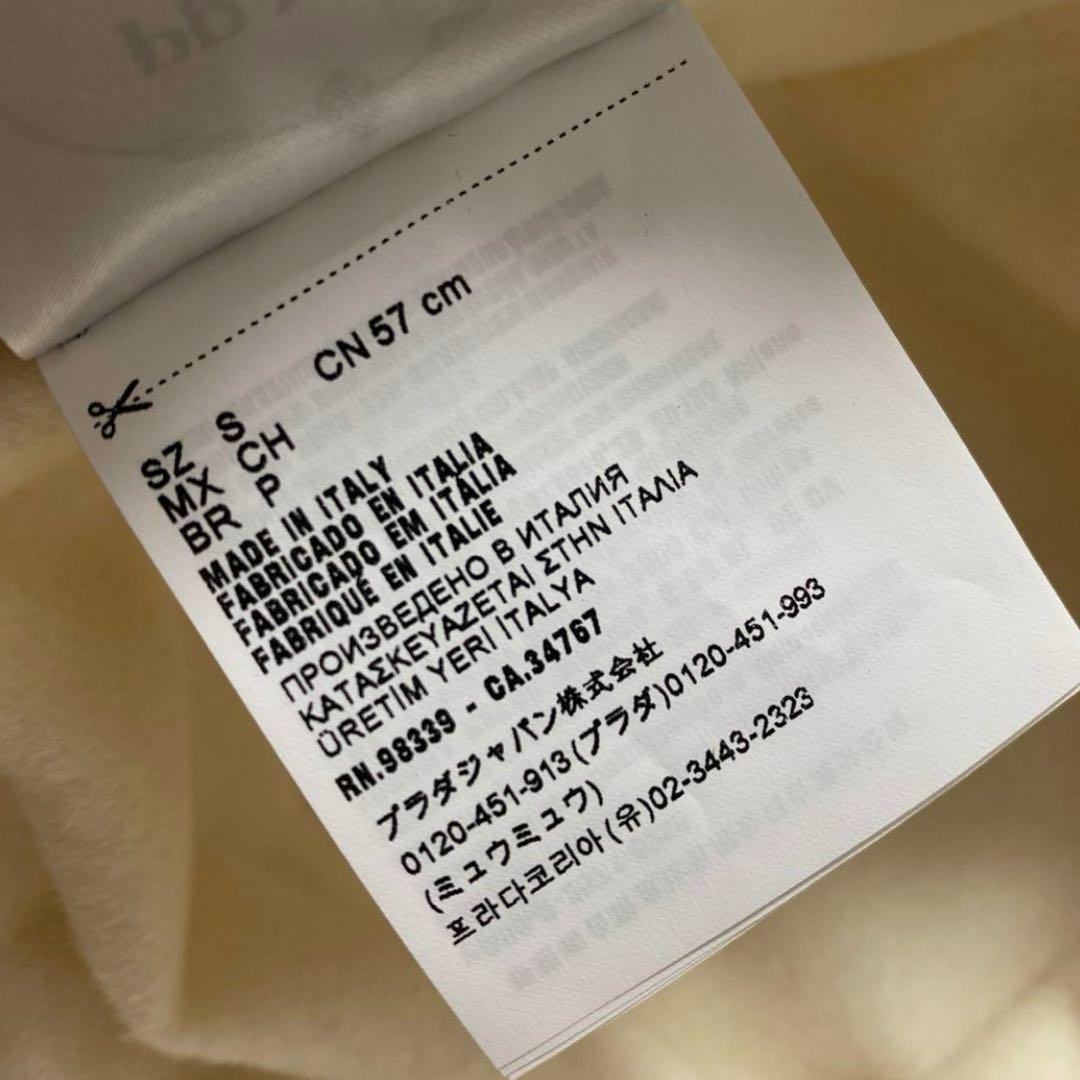 CN 57 cm
SZ S
MX CH
BR P
MADE IN ITALY
FABRICADO EN ITALIA
FABRICADO EM ITÁLIA
FABRIQUÉ EN ITALIE
ПРОИЗВЕДЕНО В ИТАЛИЯ
ΚΑΤΑΣΚΕΥΑΖΕΤΑΙ ΣΤΗΝ ΙΤΑΛΙΑ
ÜRETİM YERİ ITALYA
RN.98339 - CA.34767
プラダジャパン株式会社
0120-451-913(プラダ)0120-451-993
(ミュウミュウ)
프라다코리아(유)02-3443-2323